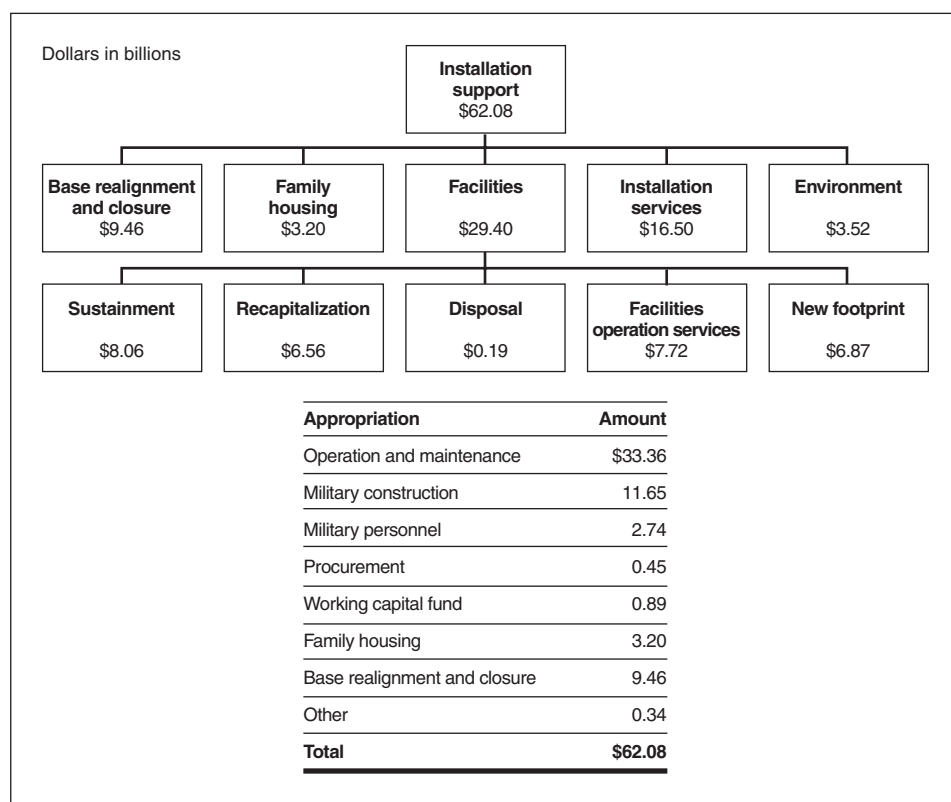 Dollars in billions
Installation
support
$62.08
Base realignment
and closure
$9.46
Family
housing
$3.20
Facilities
$29.40
Installation
services
$16.50
Environment
$3.52
Sustainment
$8.06
Recapitalization
$6.56
Disposal
$0.19
Facilities
operation services
$7.72
New footprint
$6.87
Appropriation Amount
Operation and maintenance $33.36
Military construction 11.65
Military personnel 2.74
Procurement 0.45
Working capital fund 0.89
Family housing 3.20
Base realignment and closure 9.46
Other 0.34
Total $62.08